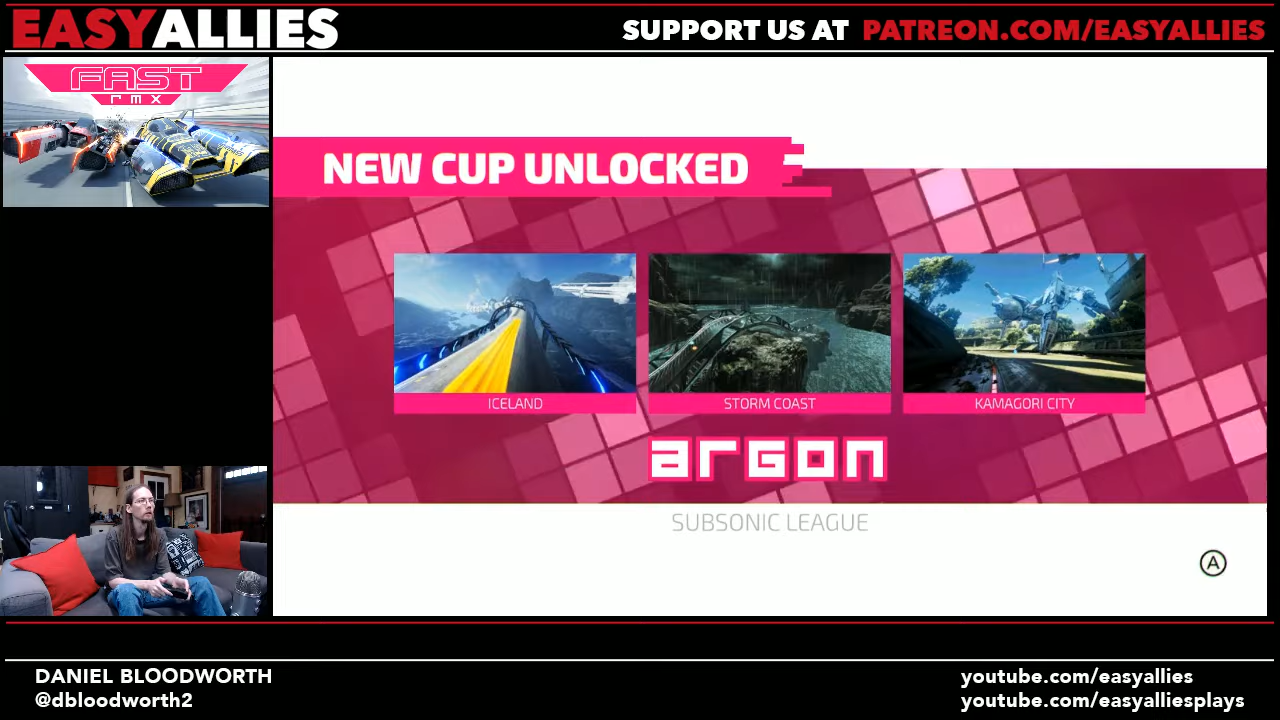 EASYALLIES
SUPPORT US AT PATREON.COM/EASYALLIES
FAST
rmx
NEW CUP UNLOCKED
ICELAND
STORM COAST
KAMAGORI CITY
argon
SUBSONIC LEAGUE
A
DANIEL BLOODWORTH
@dbloodworth2
youtube.com/easyallies
youtube.com/easyalliesplays